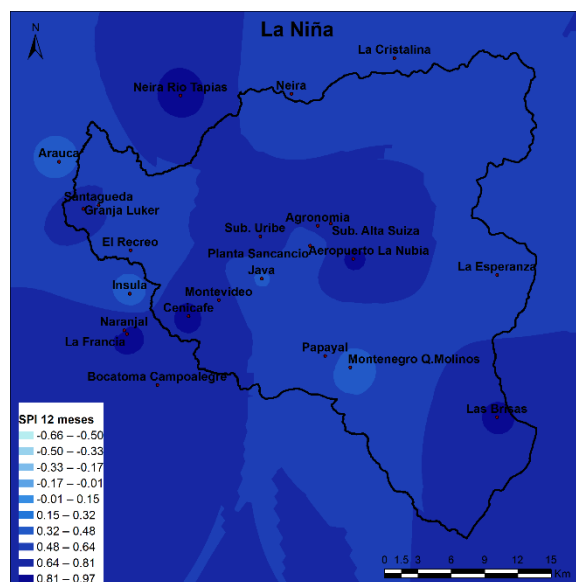 La Niña
N
La Cristalina
Neira Rio Tapias
Neira
Arauca
Santagueda
Granja Luker
Agronomia
Sub. Uribe
Sub. Alta Suiza
El Recreo
Planta Sancancio
Aeropuerto La Nubia
Java
La Esperanza
Insula
Montevideo
Cenicafe
Naranjal
La Francia
Papayal
Montenegro Q.Molinos
Bocatoma Campoalegre
Las Brisas
SPI 12 meses
-0.66 – -0.50
-0.50 – -0.33
-0.33 – -0.17
-0.17 – -0.01
-0.01 – 0.15
0.15 – 0.32
0.32 – 0.48
0.48 – 0.64
0.64 – 0.81
0.81 – 0.97
0 1.5 3 6 9 12 15
Km